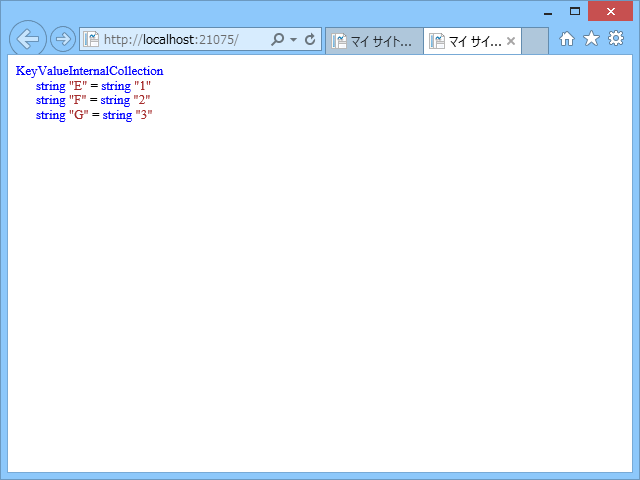 http://localhost:21075/
マイ サイト...
マイ サイ...
KeyValueInternalCollection
string "E" = string "1"
string "F" = string "2"
string "G" = string "3"